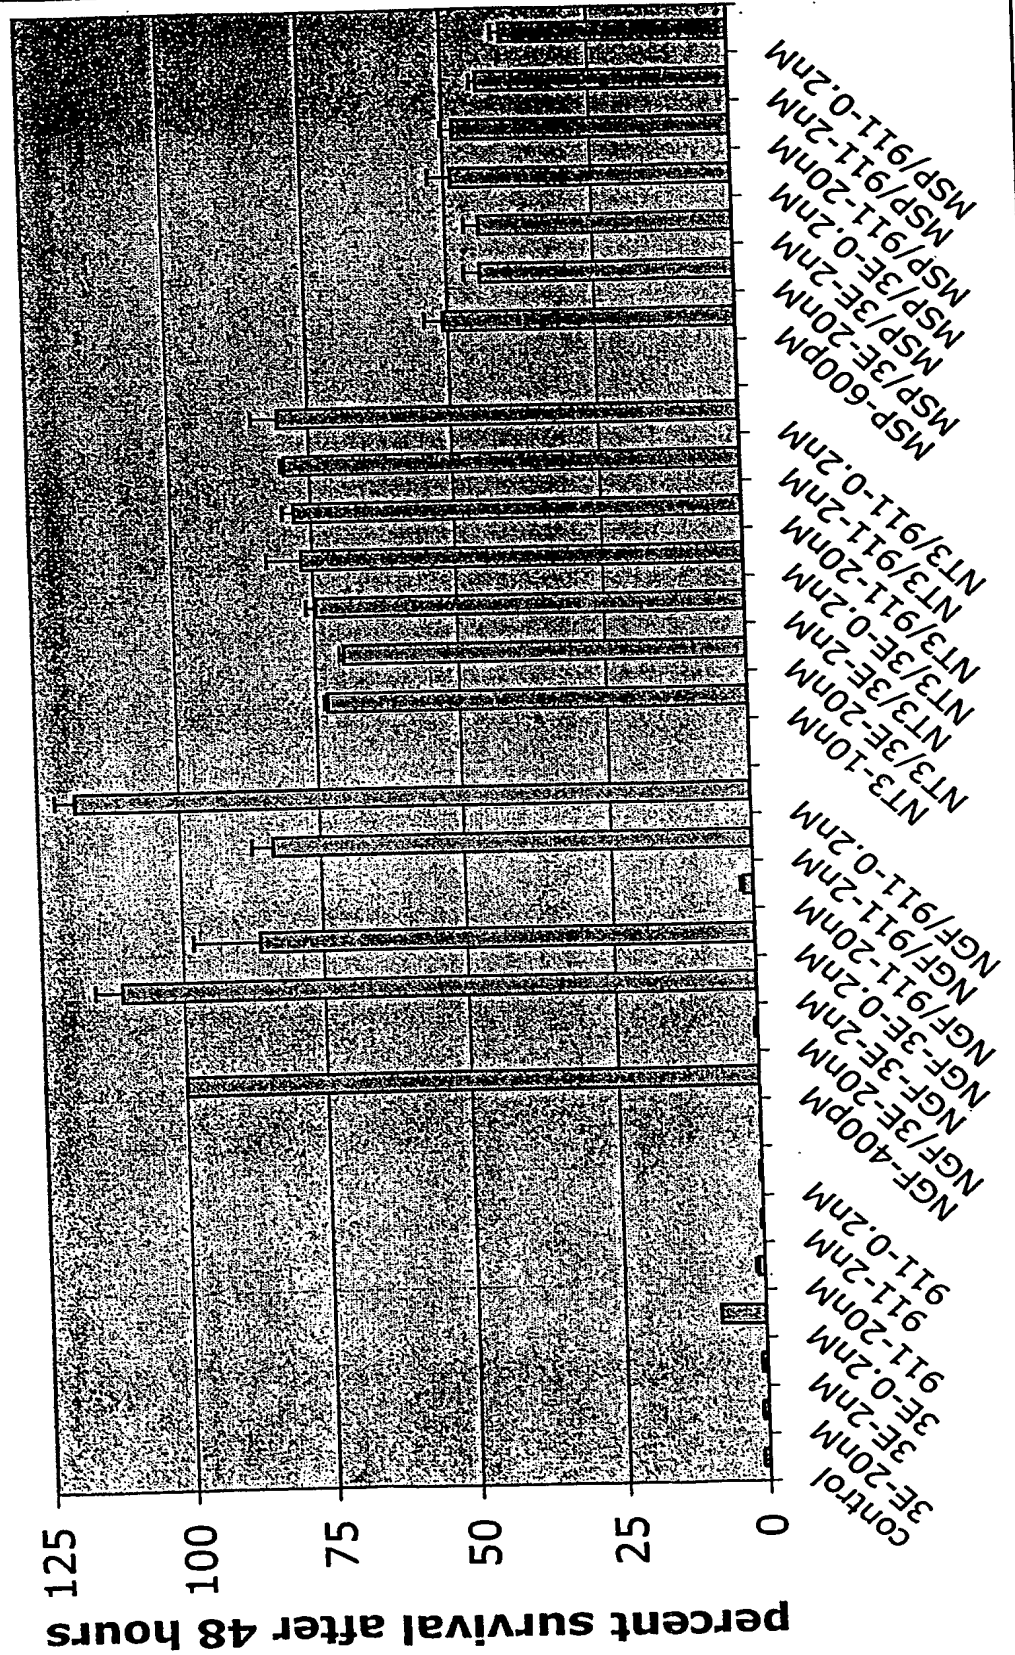 percent survival after 48 hours
125
100
75
50
25
0
control
3E-20nM
3E-2nM
3E-0.2nM
911-20nM
911-2nM
911-0.2nM
NGF-400pM
NGF/3E-20nM
NGF-3E-2nM
NGF-3E-0.2nM
NGF/911-20nM
NGF/911-2nM
NGF/911-0.2nM
NT3-10nM
NT3/3E-20nM
NT3/3E-2nM
NT3/3E-0.2nM
NT3/911-20nM
NT3/911-2nM
NT3/911-0.2nM
MSP-600pM
MSP/3E-20nM
MSP/3E-2nM
MSP/3E-0.2nM
MSP/911-20nM
MSP/911-2nM
MSP/911-0.2nM